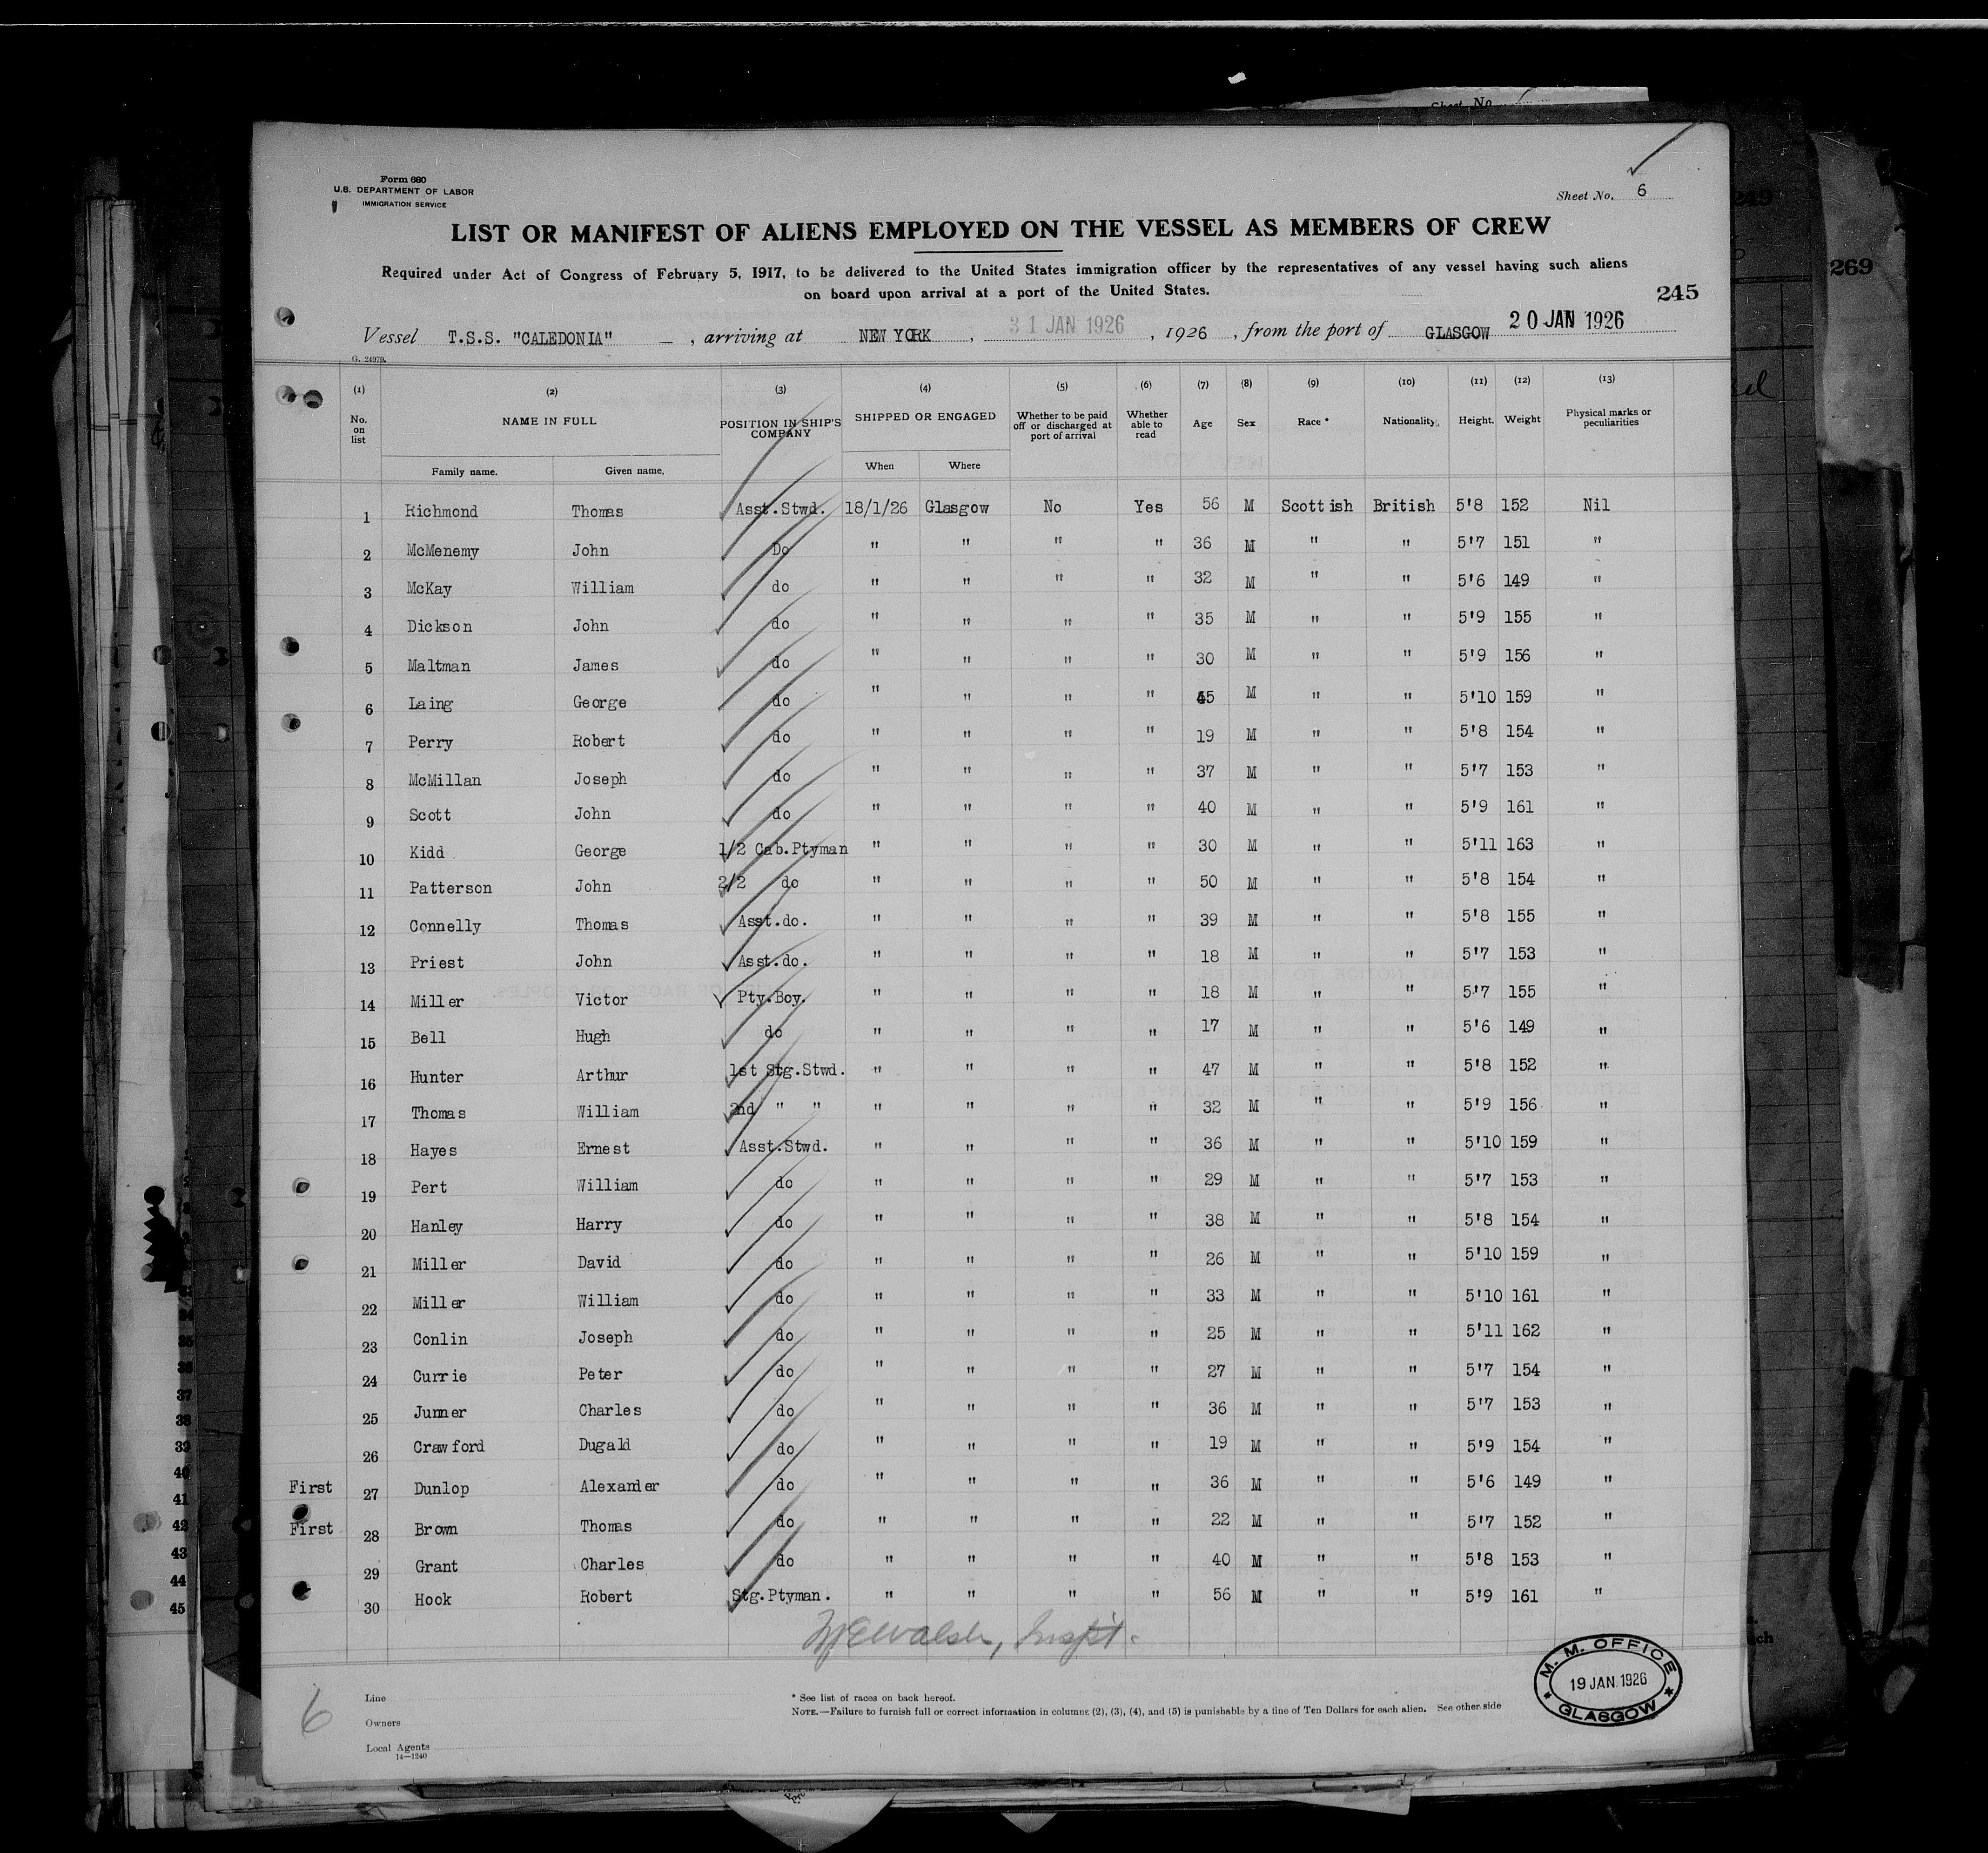 Sheet No.
Form 680
U.S. DEPARTMENT OF LABOR
IMMIGRATION SERVICE
Sheet No. 6
LIST OR MANIFEST OF ALIENS EMPLOYED ON THE VESSEL AS MEMBERS OF CREW
Required under Act of Congress of February 5, 1917, to be delivered to the United States immigration officer by the representatives of any vessel having such aliens
on board upon arrival at a port of the United States.
245
Vessel T.S.S. "CALEDONIA" , arriving at NEW YORK , 31 JAN 1926 , 1926 , from the port of GLASGOW 20 JAN 1926
G. 24979.
(1) (2) (3) (4) (5) (6) (7) (8) (9) (10) (11) (12) (13)
No. on list NAME IN FULL POSITION IN SHIP'S COMPANY SHIPPED OR ENGAGED Whether to be paid off or discharged at port of arrival Whether able to read Age Sex Race * Nationality. Height. Weight Physical marks or peculiarities
Family name. Given name. When Where
1 Richmond Thomas Asst.Stwd. 18/1/26 Glasgow No Yes 56 M Scottish British 5'8 152 Nil
2 McMenemy John Do " " " " 36 M " " 5'7 151 "
3 McKay William do " " " " 32 M " " 5'6 149 "
4 Dickson John do " " " " 35 M " " 5'9 155 "
5 Maltman James do " " " " 30 M " " 5'9 156 "
6 Laing George do " " " " 45 M " " 5'10 159 "
7 Perry Robert do " " " " 19 M " " 5'8 154 "
8 McMillan Joseph do " " " " 37 M " " 5'7 153 "
9 Scott John do " " " " 40 M " " 5'9 161 "
10 Kidd George 1/2 Cab.Ptyman " " " " 30 M " " 5'11 163 "
11 Patterson John 2/2 do " " " " 50 M " " 5'8 154 "
12 Connelly Thomas Asst.do. " " " " 39 M " " 5'8 155 "
13 Priest John Asst.do. " " " " 18 M " " 5'7 153 "
14 Miller Victor Pty.Boy. " " " " 18 M " " 5'7 155 "
15 Bell Hugh do " " " " 17 M " " 5'6 149 "
16 Hunter Arthur 1st Stg.Stwd. " " " " 47 M " " 5'8 152 "
17 Thomas William 2nd " " " " " " 32 M " " 5'9 156 "
18 Hayes Ernest Asst.Stwd. " " " " 36 M " " 5'10 159 "
19 Pert William do " " " " 29 M " " 5'7 153 "
20 Hanley Harry do " " " " 38 M " " 5'8 154 "
21 Miller David do " " " " 26 M " " 5'10 159 "
22 Miller William do " " " " 33 M " " 5'10 161 "
23 Conlin Joseph do " " " " 25 M " " 5'11 162 "
24 Currie Peter do " " " " 27 M " " 5'7 154 "
25 Junner Charles do " " " " 36 M " " 5'7 153 "
26 Crawford Dugald do " " " " 19 M " " 5'9 154 "
First 27 Dunlop Alexander do " " " " 36 M " " 5'6 149 "
First 28 Brown Thomas do " " " " 22 M " " 5'7 152 "
29 Grant Charles do " " " " 40 M " " 5'8 153 "
30 Hook Robert Stg.Ptyman. " " " " 56 M " " 5'9 161 "
Walsh, Inspt.
M. M. OFFICE
19 JAN 1926
GLASGOW
6
Line
Owners
Local Agents
14—1240
* See list of races on back hereof.
NOTE.—Failure to furnish full or correct information in columns (2), (3), (4), and (5) is punishable by a fine of Ten Dollars for each alien. See other side
249
269
37
38
39
40
41
42
43
44
45